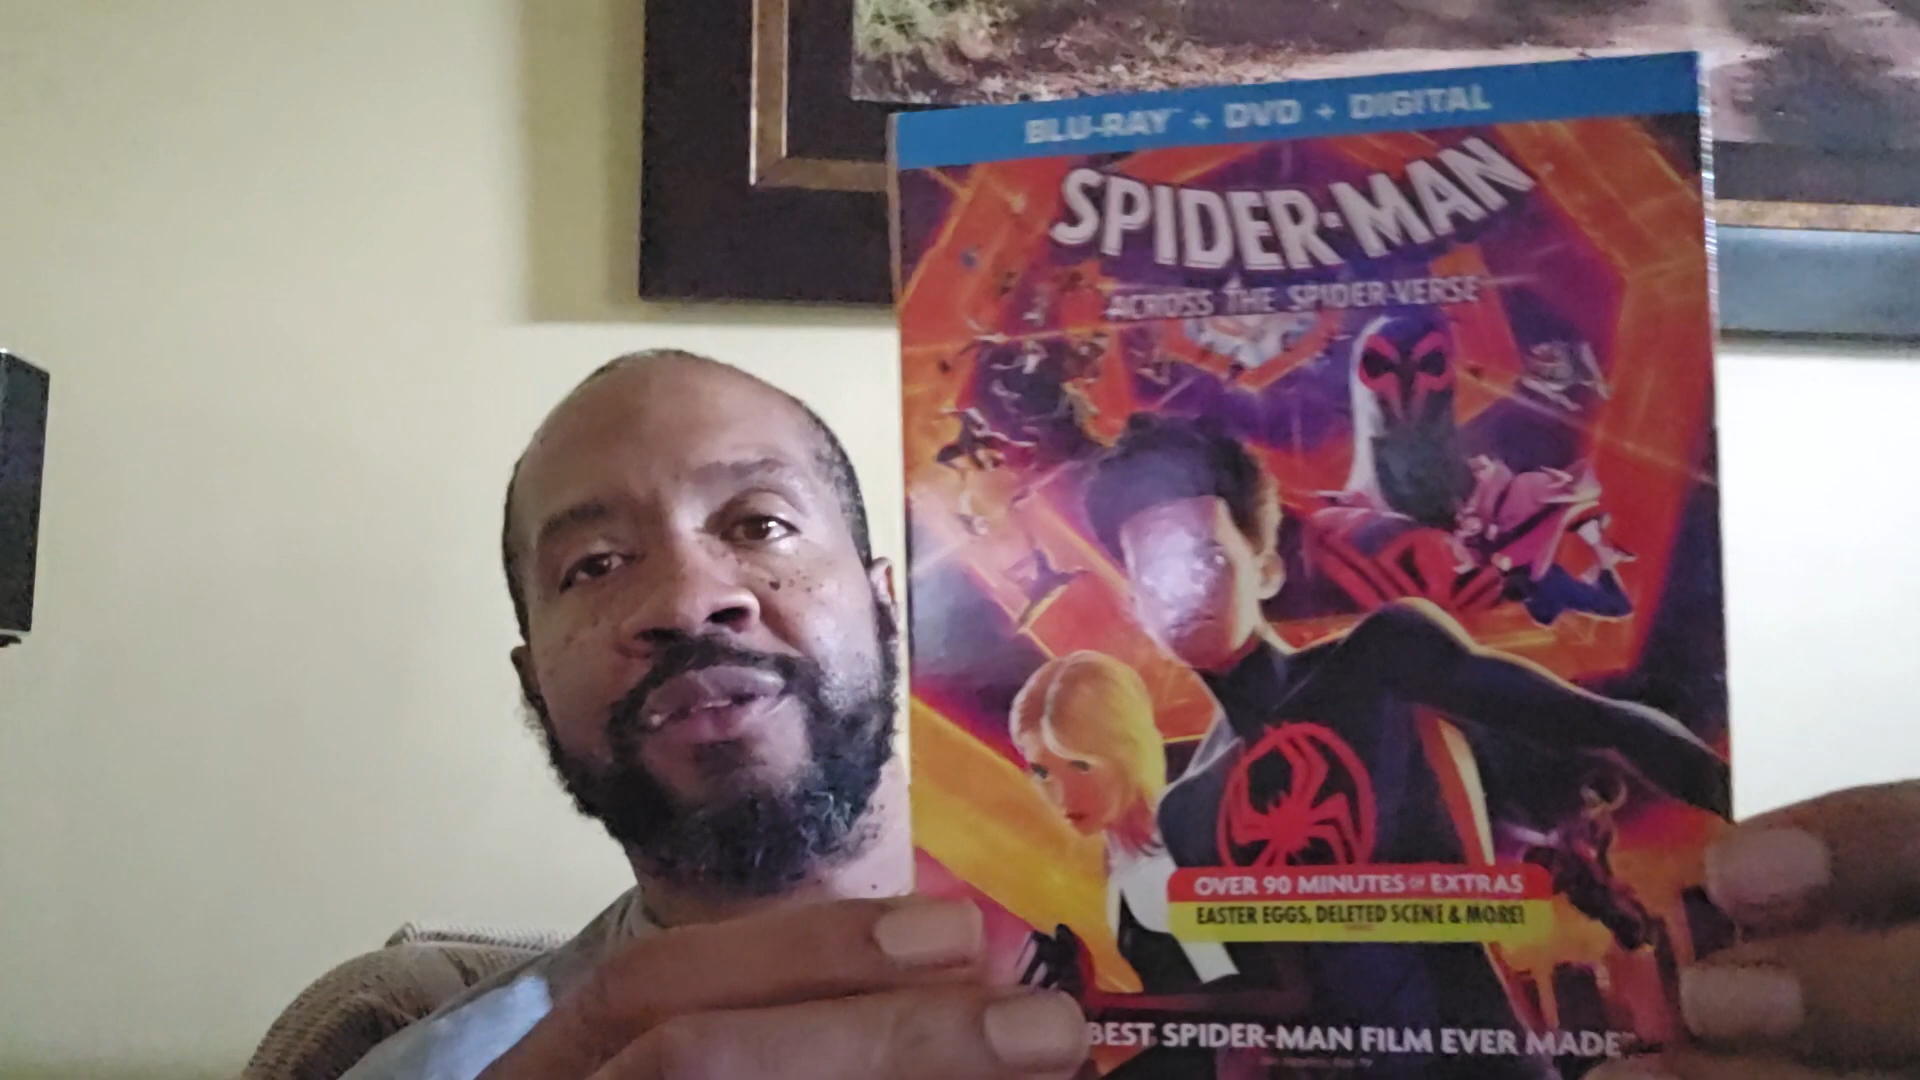 BLU-RAY™ + DVD + DIGITAL
SPIDER-MAN
ACROSS THE SPIDER-VERSE
OVER 90 MINUTES OF EXTRAS
EASTER EGGS, DELETED SCENE & MORE!
BEST SPIDER-MAN FILM EVER MADE"